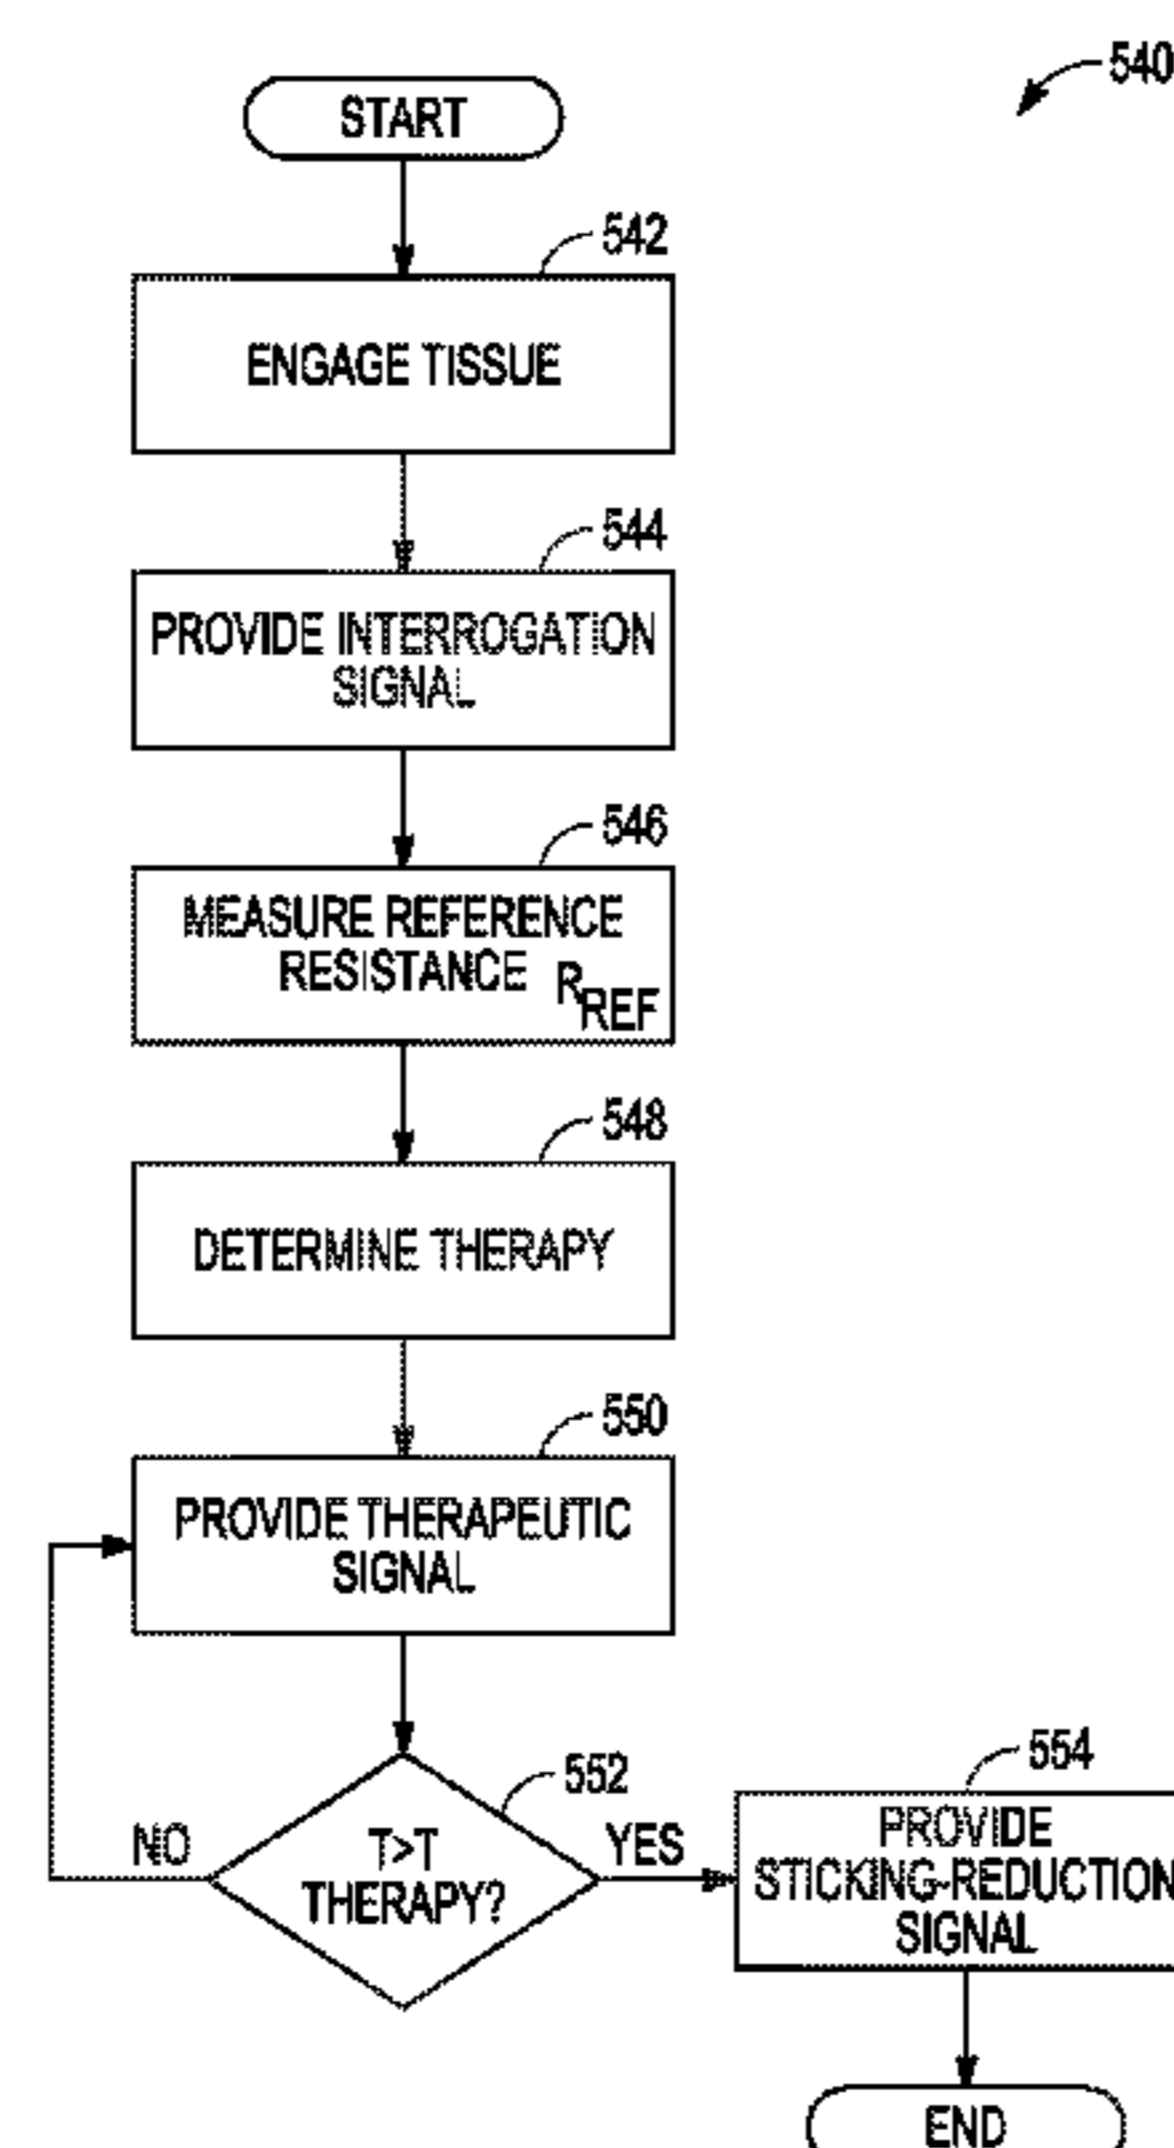 540
START
542
ENGAGE TISSUE
544
PROVIDE INTERROGATION
SIGNAL
546
MEASURE REFERENCE
RESISTANCE R_REF
548
DETERMINE THERAPY
550
PROVIDE THERAPEUTIC
SIGNAL
552
T>T
THERAPY?
NO
YES
554
PROVIDE
STICKING-REDUCTION
SIGNAL
END